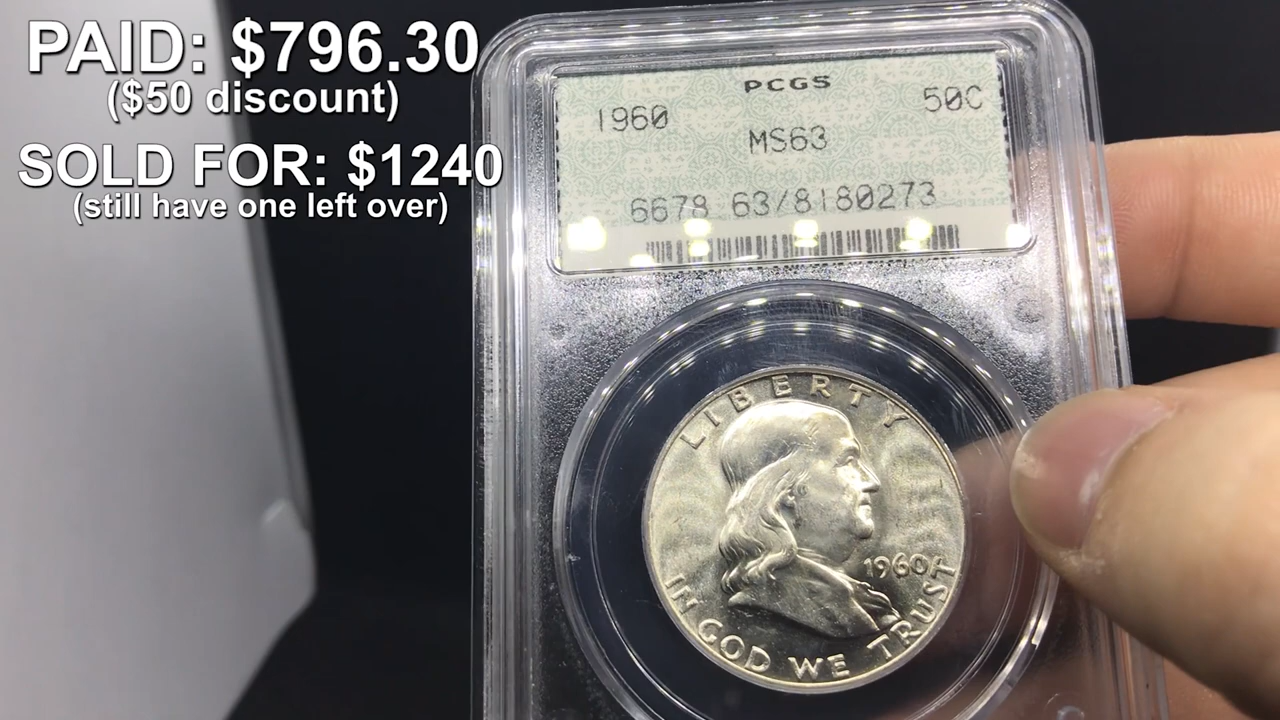 PAID: $796.30
($50 discount)
SOLD FOR: $1240
(still have one left over)
PCGS
1960 50C
MS63
6678 63/8180273
LIBERTY
1960
IN GOD WE TRUST